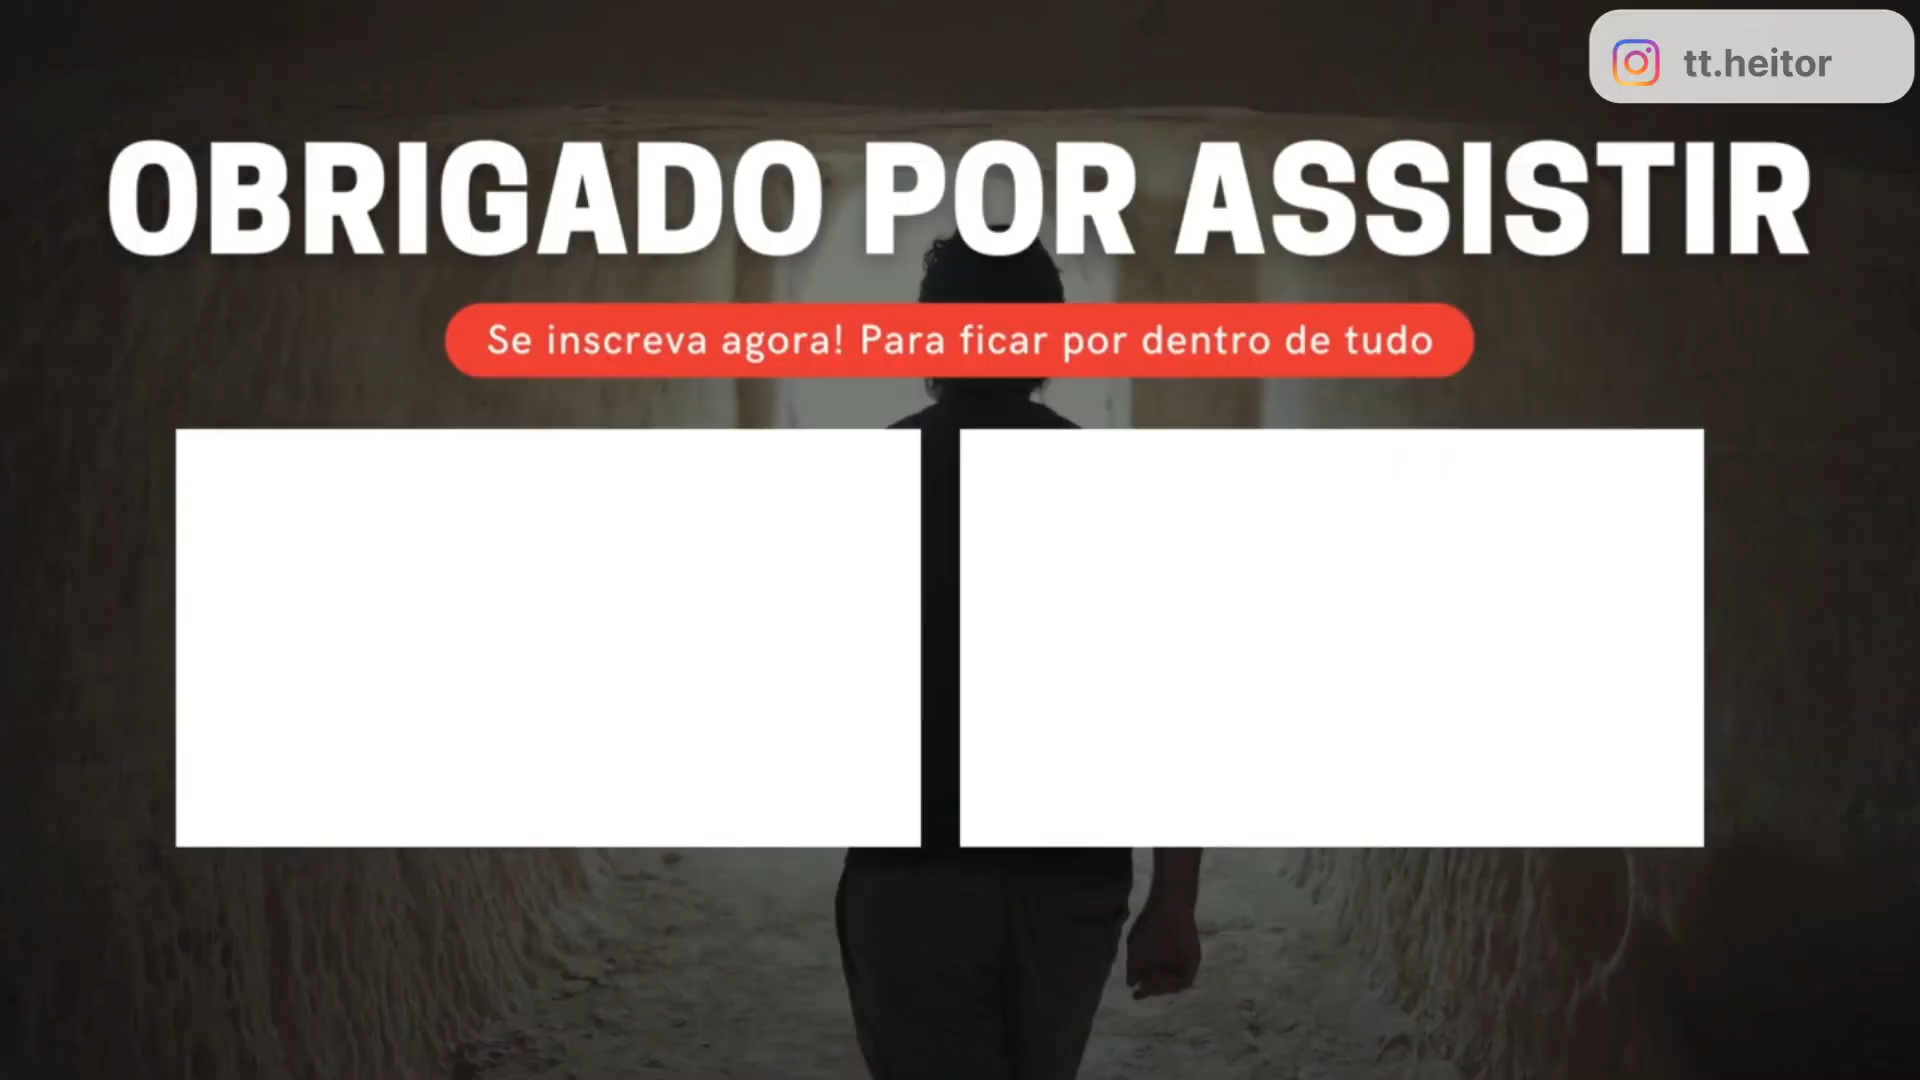 tt.heitor
OBRIGADO POR ASSISTIR
Se inscreva agora! Para ficar por dentro de tudo